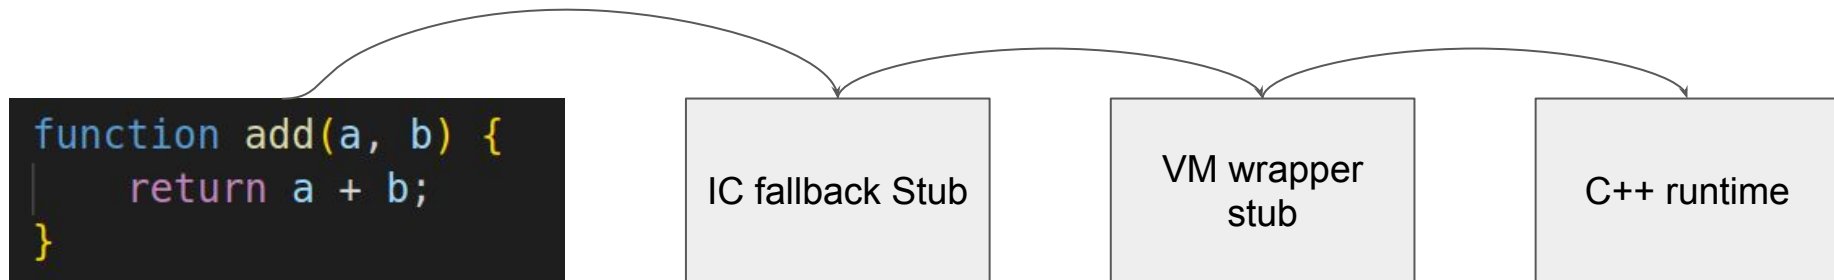 function add(a, b) {
    return a + b;
}
IC fallback Stub
VM wrapper
stub
C++ runtime